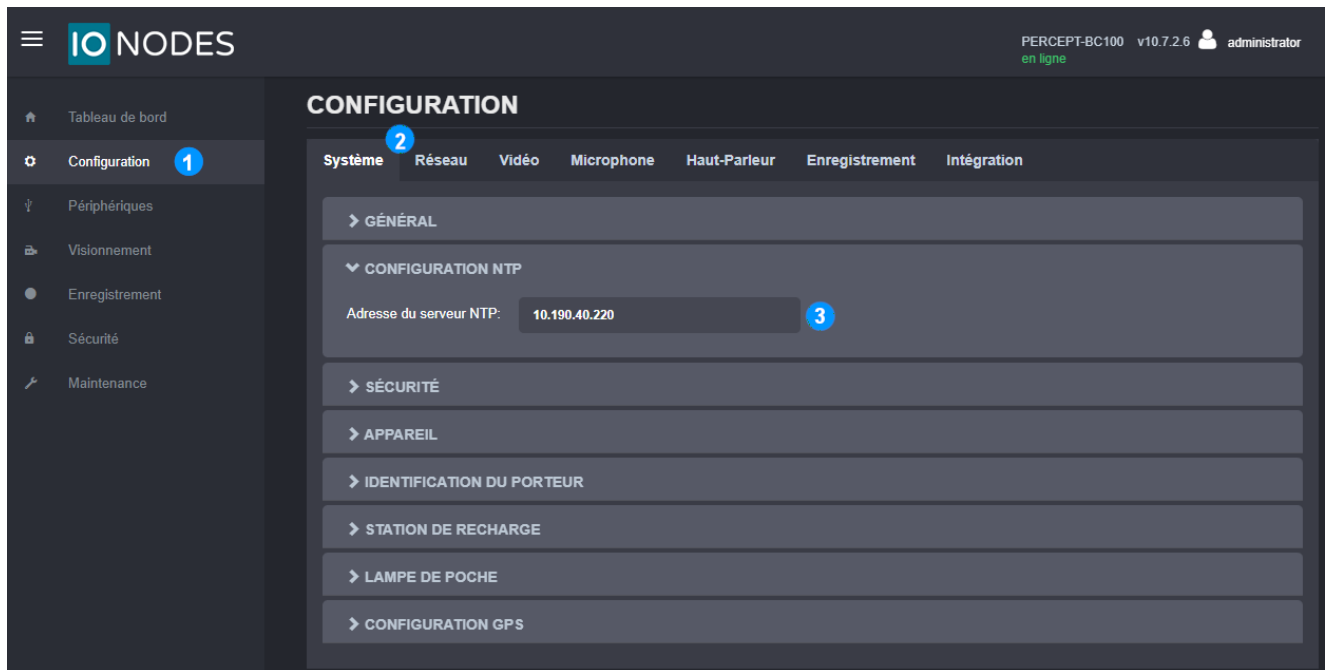 IO NODES
PERCEPT-BC100 v10.7.2.6 administrator
en ligne
Tableau de bord
Configuration 1
Périphériques
Visionnement
Enregistrement
Sécurité
Maintenance
CONFIGURATION
2
Système Réseau Vidéo Microphone Haut-Parleur Enregistrement Intégration
GÉNÉRAL
CONFIGURATION NTP
Adresse du serveur NTP: 10.190.40.220 3
SÉCURITÉ
APPAREIL
IDENTIFICATION DU PORTEUR
STATION DE RECHARGE
LAMPE DE POCHE
CONFIGURATION GPS